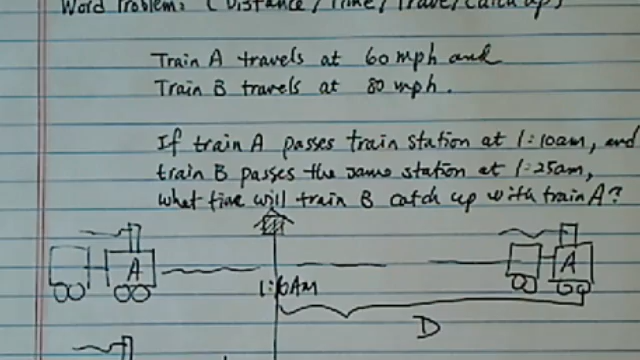 Word Problem: (Distance/Time/Travel/Catch up)
Train A travels at 60 mph and
Train B travels at 80 mph.
If train A passes train station at 1:10am, and
train B passes the same station at 1:25am,
what time will train B catch up with train A?
A
A
1:10AM
D